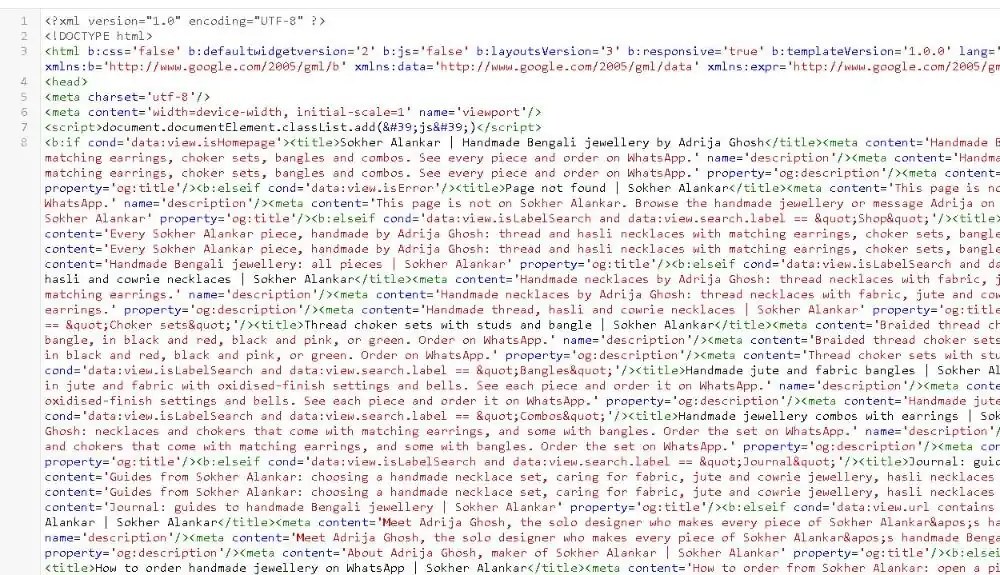 1 <?xml version="1.0" encoding="UTF-8" ?>
2 <!DOCTYPE html>
3 <html b:css='false' b:defaultwidgetversion='2' b:js='false' b:layoutsVersion='3' b:responsive='true' b:templateVersion='1.0.0' lang='
xmlns:b='http://www.google.com/2005/gml/b' xmlns:data='http://www.google.com/2005/gml/data' xmlns:expr='http://www.google.com/2005/gm
4 <head>
5 <meta charset='utf-8'/>
6 <meta content='width=device-width, initial-scale=1' name='viewport'/>
7 <script>document.documentElement.classList.add(&#39;js&#39;)</script>
8 <b:if cond='data:view.isHomepage'><title>Sokher Alankar | Handmade Bengali jewellery by Adrija Ghosh</title><meta content='Handmade B
matching earrings, choker sets, bangles and combos. See every piece and order on WhatsApp.' name='description'/><meta content='Handma
matching earrings, choker sets, bangles and combos. See every piece and order on WhatsApp.' property='og:description'/><meta content=
property='og:title'/><b:elseif cond='data:view.isError'/><title>Page not found | Sokher Alankar</title><meta content='This page is no
WhatsApp.' name='description'/><meta content='This page is not on Sokher Alankar. Browse the handmade jewellery or message Adrija on
Sokher Alankar' property='og:title'/><b:elseif cond='data:view.isLabelSearch and data:view.search.label == &quot;Shop&quot;'/><title>
content='Every Sokher Alankar piece, handmade by Adrija Ghosh: thread and hasli necklaces with matching earrings, choker sets, bangle
content='Every Sokher Alankar piece, handmade by Adrija Ghosh: thread and hasli necklaces with matching earrings, choker sets, bangle
content='Handmade Bengali jewellery: all pieces | Sokher Alankar' property='og:title'/><b:elseif cond='data:view.isLabelSearch and da
hasli and cowrie necklaces | Sokher Alankar</title><meta content='Handmade necklaces by Adrija Ghosh: thread necklaces with fabric, j
matching earrings.' name='description'/><meta content='Handmade necklaces by Adrija Ghosh: thread necklaces with fabric, jute and cow
earrings.' property='og:description'/><meta content='Handmade thread, hasli and cowrie necklaces | Sokher Alankar' property='og:title
== &quot;Choker sets&quot;'/><title>Thread choker sets with studs and bangle | Sokher Alankar</title><meta content='Braided thread ch
bangle, in black and red, black and pink, or green. Order on WhatsApp.' name='description'/><meta content='Braided thread choker sets
in black and red, black and pink, or green. Order on WhatsApp.' property='og:description'/><meta content='Thread choker sets with stu
cond='data:view.isLabelSearch and data:view.search.label == &quot;Bangles&quot;'/><title>Handmade jute and fabric bangles | Sokher Al
in jute and fabric with oxidised-finish settings and bells. See each piece and order it on WhatsApp.' name='description'/><meta conte
oxidised-finish settings and bells. See each piece and order it on WhatsApp.' property='og:description'/><meta content='Handmade jute
cond='data:view.isLabelSearch and data:view.search.label == &quot;Combos&quot;'/><title>Handmade jewellery combos with earrings | Sok
Ghosh: necklaces and chokers that come with matching earrings, and some with bangles. Order the set on WhatsApp.' name='description'/
and chokers that come with matching earrings, and some with bangles. Order the set on WhatsApp.' property='og:description'/><meta con
property='og:title'/><b:elseif cond='data:view.isLabelSearch and data:view.search.label == &quot;Journal&quot;'/><title>Journal: guid
content='Guides from Sokher Alankar: choosing a handmade necklace set, caring for fabric, jute and cowrie jewellery, hasli necklaces
content='Guides from Sokher Alankar: choosing a handmade necklace set, caring for fabric, jute and cowrie jewellery, hasli necklaces
content='Journal: guides to handmade Bengali jewellery | Sokher Alankar' property='og:title'/><b:elseif cond='data:view.url contains
Alankar | Sokher Alankar</title><meta content='Meet Adrija Ghosh, the solo designer who makes every piece of Sokher Alankar&apos;s ha
name='description'/><meta content='Meet Adrija Ghosh, the solo designer who makes every piece of Sokher Alankar&apos;s handmade Benga
property='og:description'/><meta content='About Adrija Ghosh, maker of Sokher Alankar | Sokher Alankar' property='og:title'/><b:else
<title>How to order handmade jewellery on WhatsApp | Sokher Alankar</title><meta content='How to order from Sokher Alankar: open a pi